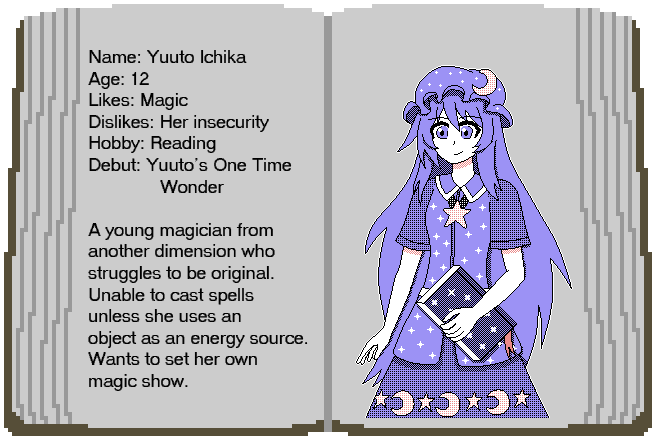 Name: Yuuto Ichika
Age: 12
Likes: Magic
Dislikes: Her insecurity
Hobby: Reading
Debut: Yuuto's One Time
Wonder
A young magician from
another dimension who
struggles to be original.
Unable to cast spells
unless she uses an
object as an energy source.
Wants to set her own
magic show.